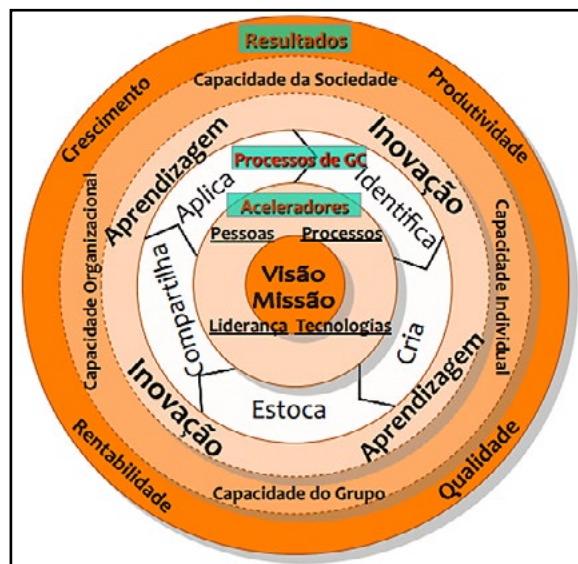 Resultados
Capacidade da Sociedade
Crescimento
Produtividade
Aprendizagem
Inovação
Processos de GC
Aplica
Identifica
Aceleradores
Pessoas
Processos
Capacidade Organizacional
Capacidade Individual
Compartilha
Visão
Missão
Liderança
Tecnologias
Cria
Estoca
Inovação
Aprendizagem
Capacidade do Grupo
Rentabilidade
Qualidade